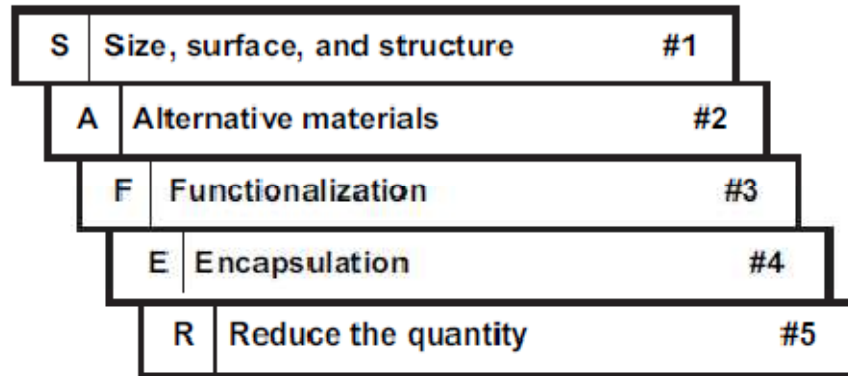 S Size, surface, and structure #1
A Alternative materials #2
F Functionalization #3
E Encapsulation #4
R Reduce the quantity #5